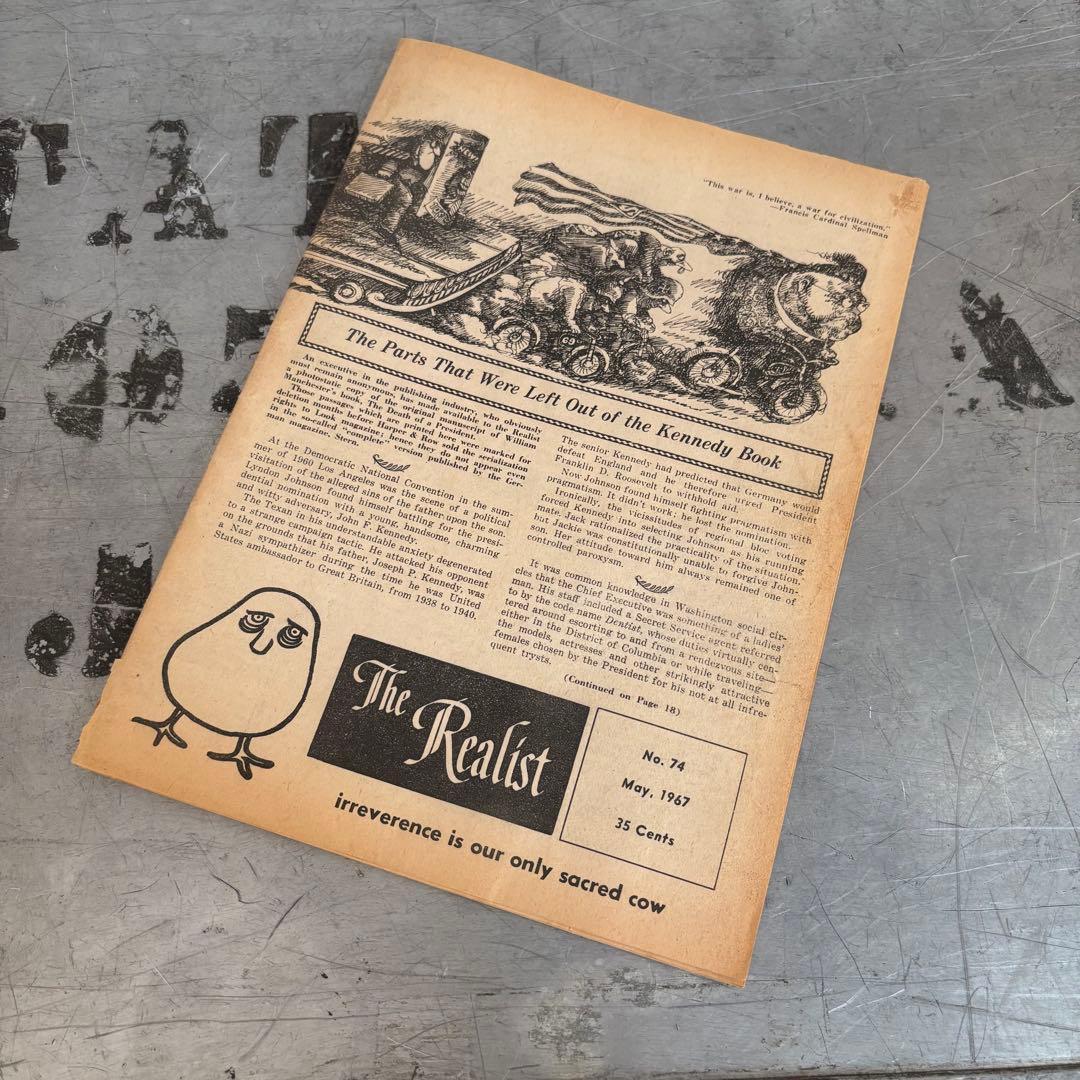 "This war is, I believe, a war for civilization."
—Francis Cardinal Spellman
The Parts That Were Left Out of the Kennedy Book
An executive in the publishing industry, who obviously
must remain anonymous, has made available to the Realist
a photostatic copy of the original manuscript of William
Manchester's book, The Death of a President.
Those passages which are printed here were marked for
deletion months before Harper & Row sold the serialization
rights to Look magazine; hence they do not appear even
in the so-called "complete" version published by the Ger-
man magazine, Stern.
At the Democratic National Convention in the sum-
mer of 1960 Los Angeles was the scene of a political
visitation of the alleged sins of the father upon the son.
Lyndon Johnson found himself battling for the presi-
dential nomination with a young, handsome, charming
and witty adversary, John F. Kennedy.
The Texan in his understandable anxiety degenerated
to a strange campaign tactic. He attacked his opponent
on the grounds that his father, Joseph P. Kennedy, was
a Nazi sympathizer during the time he was United
States ambassador to Great Britain, from 1938 to 1940.
The senior Kennedy had predicted that Germany would
defeat England and he therefore urged President
Franklin D. Roosevelt to withhold aid.
Now Johnson found himself fighting pragmatism with
pragmatism. It didn't work; he lost the nomination.
Ironically, the vicissitudes of regional bloc voting
forced Kennedy into selecting Johnson as his running
mate. Jack rationalized the practicality of the situation,
but Jackie was constitutionally unable to forgive John-
son. Her attitude toward him always remained one of
controlled paroxysm.
It was common knowledge in Washington social cir-
cles that the Chief Executive was something of a ladies'
man. His staff included a Secret Service agent referred
to by the code name Dentist, whose duties virtually cen-
tered around escorting to and from a rendezvous site—
either in the District of Columbia or while traveling—
the models, actresses and other strikingly attractive
females chosen by the President for his not at all infre-
quent trysts.
(Continued on Page 18)
The Realist
No. 74
May, 1967
35 Cents
irreverence is our only sacred cow